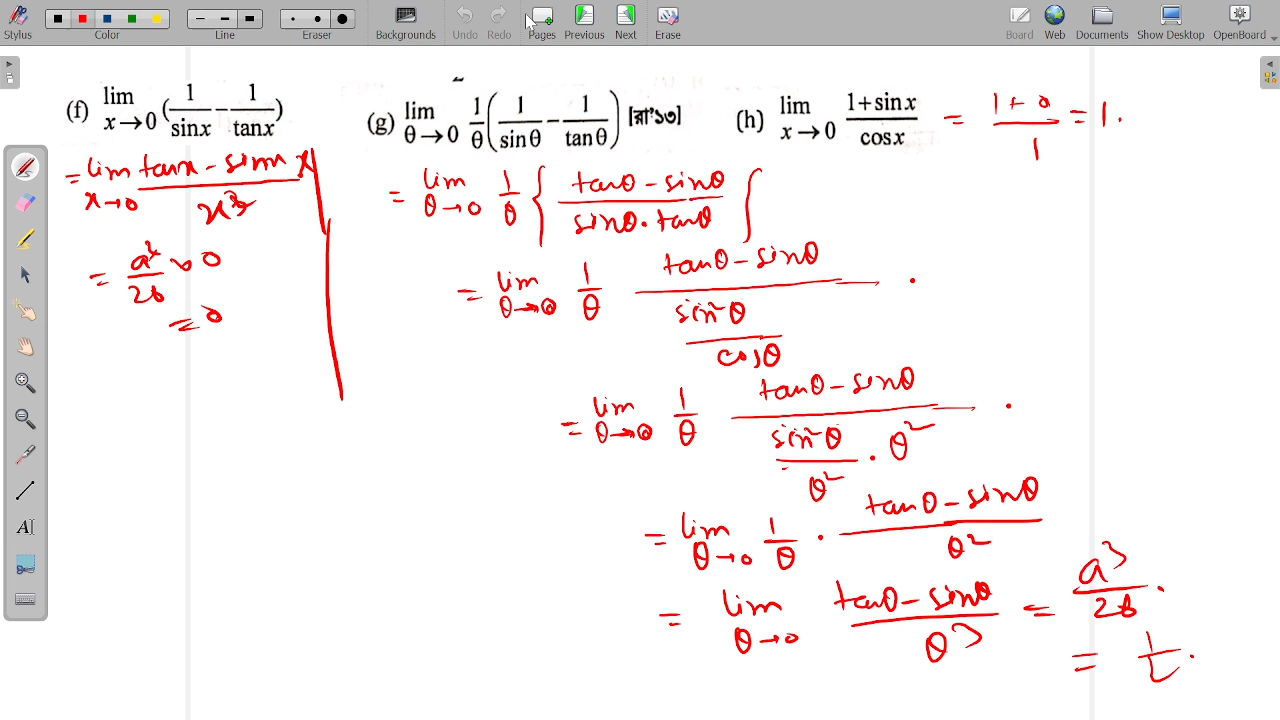 Stylus Color Line Eraser Backgrounds Undo Redo Pages Previous Next Erase Board Web Documents Show Desktop OpenBoard
(f) lim x→0 (1/sinx − 1/tanx)
= lim x→0 tanx − sinx / x³
= a²/2b × 0
= 0
(g) lim θ→0 1/θ (1/sinθ − 1/tanθ) [রা'১৩]
= lim θ→0 1/θ { tanθ − sinθ / sinθ · tanθ }
= lim θ→0 1/θ tanθ − sinθ / sin²θ / cosθ ·
= lim θ→0 1/θ tanθ − sinθ / sin²θ/θ² · θ² ·
= lim θ→0 1/θ · tanθ − sinθ / θ²
= lim θ→0 tanθ − sinθ / θ³ = a³/2b ·
= 1/2 ·
(h) lim x→0 1+sinx / cosx = 1+0 / 1 = 1.